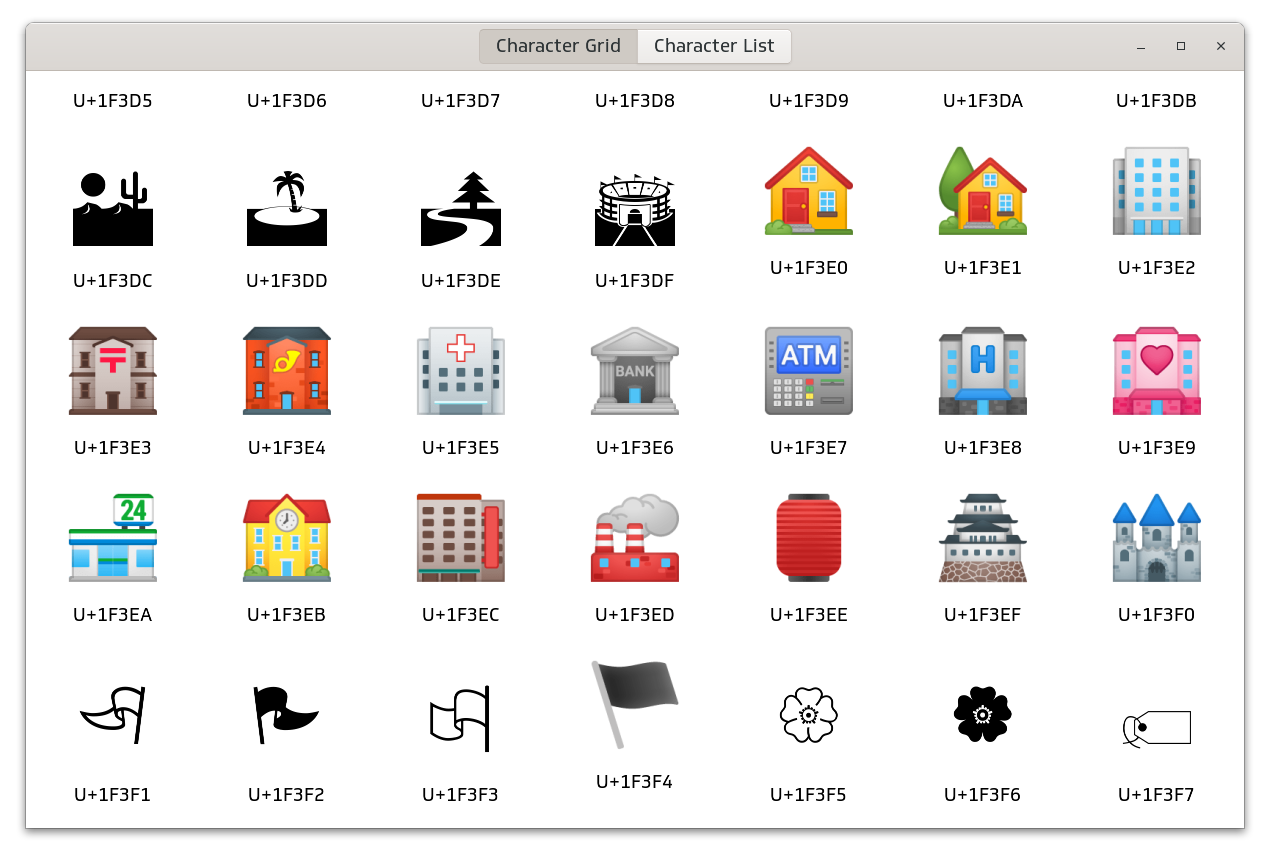 Character Grid Character List
U+1F3D5 U+1F3D6 U+1F3D7 U+1F3D8 U+1F3D9 U+1F3DA U+1F3DB
U+1F3DC U+1F3DD U+1F3DE U+1F3DF U+1F3E0 U+1F3E1 U+1F3E2
〒 BANK ATM H
U+1F3E3 U+1F3E4 U+1F3E5 U+1F3E6 U+1F3E7 U+1F3E8 U+1F3E9
24
U+1F3EA U+1F3EB U+1F3EC U+1F3ED U+1F3EE U+1F3EF U+1F3F0
U+1F3F1 U+1F3F2 U+1F3F3 U+1F3F4 U+1F3F5 U+1F3F6 U+1F3F7